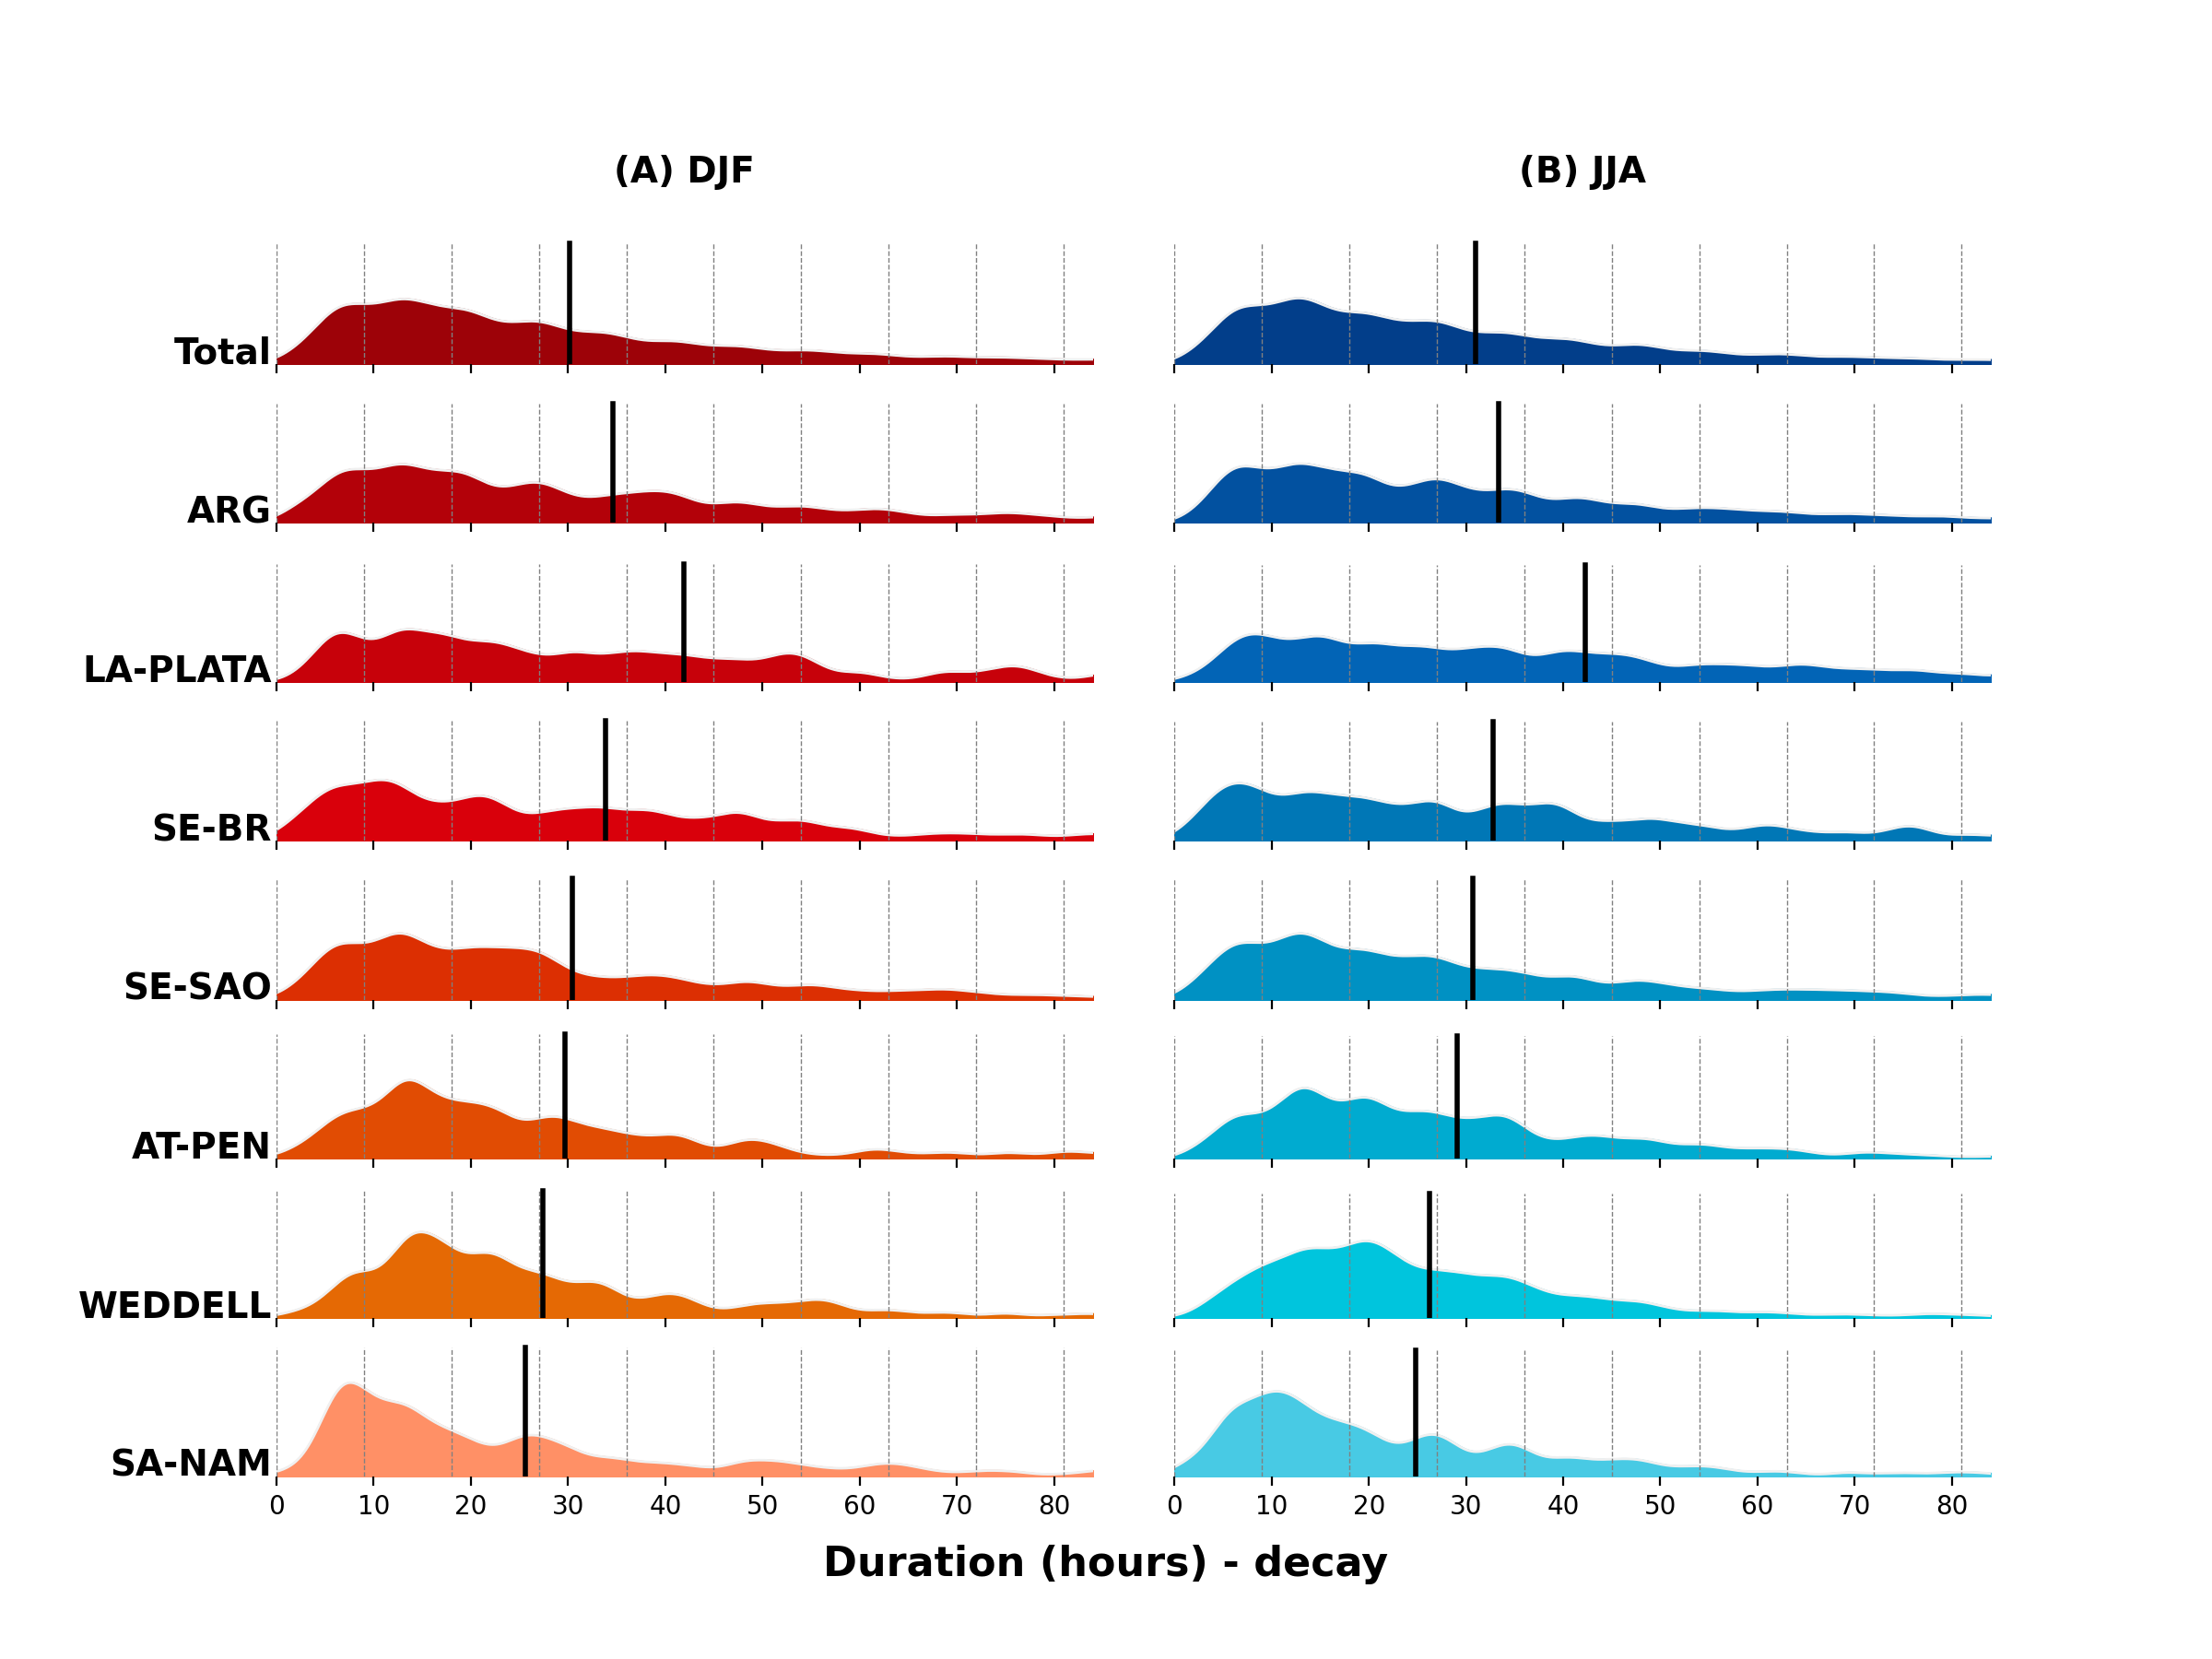 (A) DJF
(B) JJA
Total
ARG
LA-PLATA
SE-BR
SE-SAO
AT-PEN
WEDDELL
SA-NAM
0 10 20 30 40 50 60 70 80
0 10 20 30 40 50 60 70 80
Duration (hours) - decay